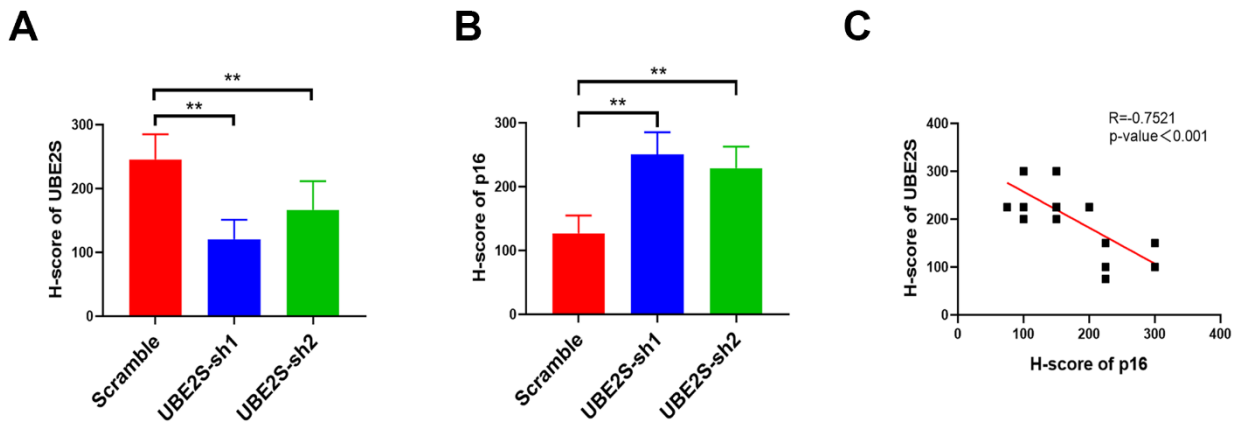 A
**
**
H-score of UBE2S
300
200
100
0
Scramble
UBE2S-sh1
UBE2S-sh2
B
**
**
H-score of p16
300
200
100
0
Scramble
UBE2S-sh1
UBE2S-sh2
C
R=-0.7521
p-value<0.001
H-score of UBE2S
400
300
200
100
0
0
100
200
300
400
H-score of p16